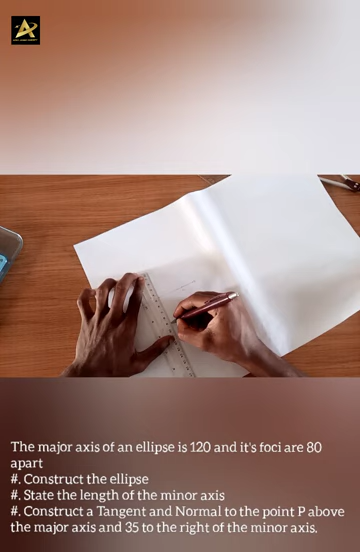 The major axis of an ellipse is 120 and it's foci are 80
apart
#. Construct the ellipse
#. State the length of the minor axis
#. Construct a Tangent and Normal to the point P above
the major axis and 35 to the right of the minor axis.